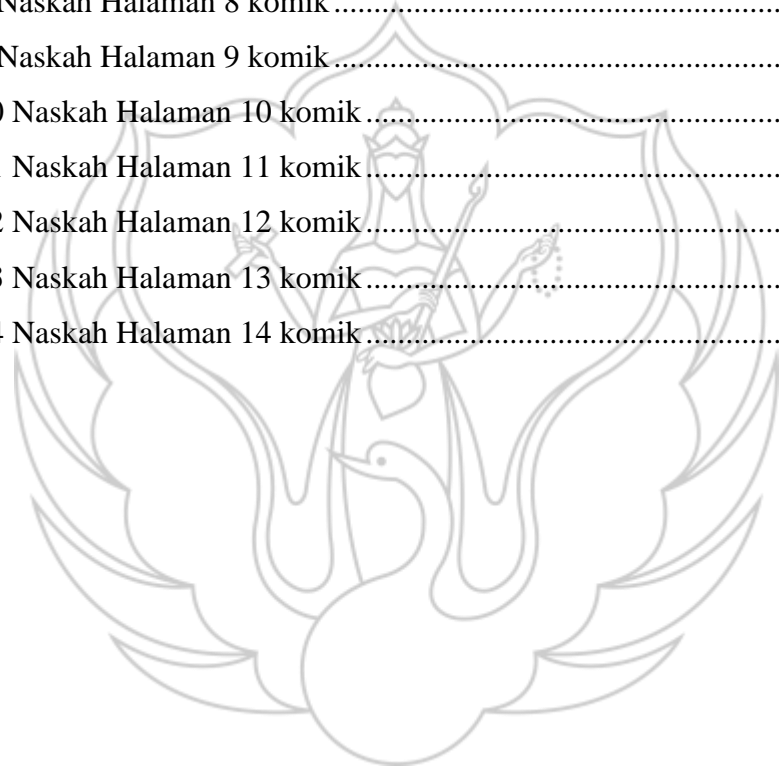 Naskah Halaman 8 komik ....................................................
Naskah Halaman 9 komik ....................................................
0 Naskah Halaman 10 komik ................................................
1 Naskah Halaman 11 komik ................................................
2 Naskah Halaman 12 komik ................................................
3 Naskah Halaman 13 komik ................................................
4 Naskah Halaman 14 komik ................................................